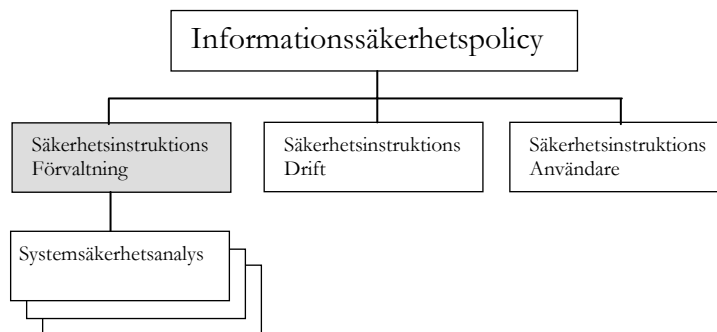 Informationssäkerhetspolicy
Säkerhetsinstruktions
Förvaltning
Säkerhetsinstruktions
Drift
Säkerhetsinstruktions
Användare
Systemsäkerhetsanalys